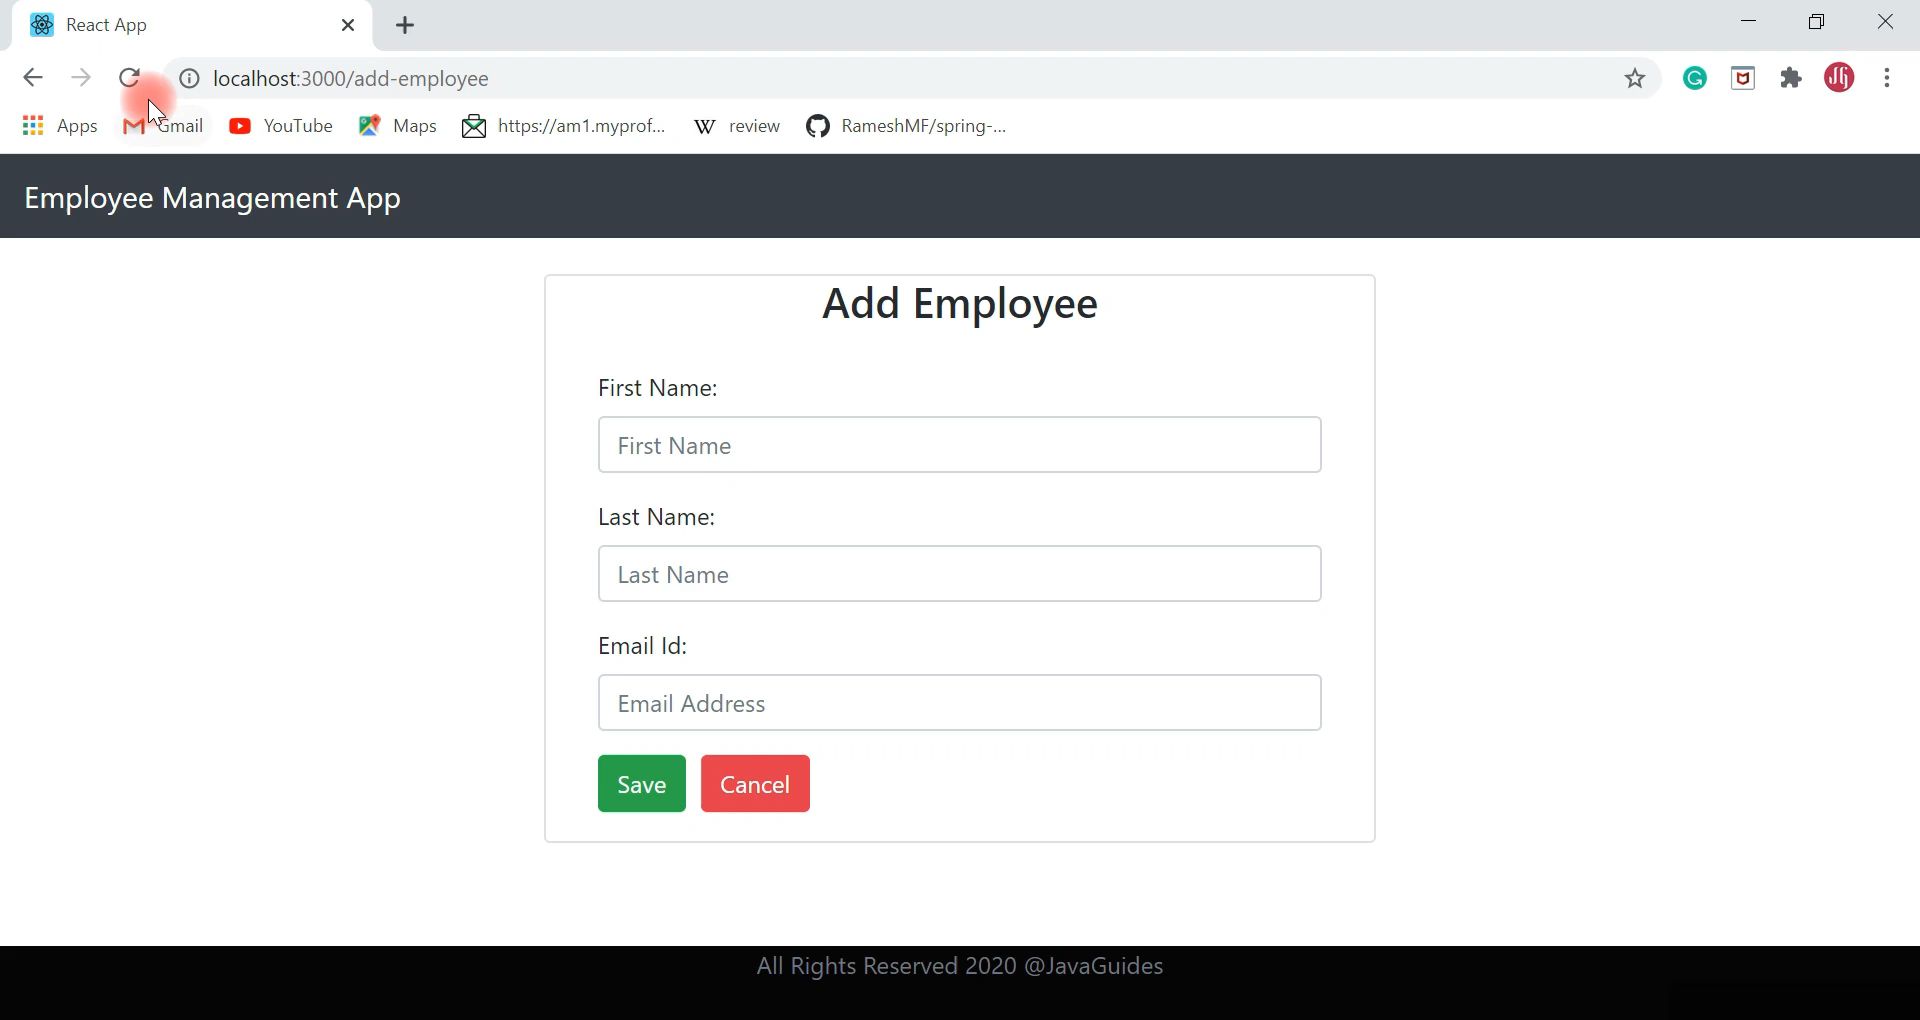 React App
localhost:3000/add-employee
Apps Gmail YouTube Maps https://am1.myprof... review RameshMF/spring-...
Employee Management App
Add Employee
First Name:
First Name
Last Name:
Last Name
Email Id:
Email Address
Save Cancel
All Rights Reserved 2020 @JavaGuides